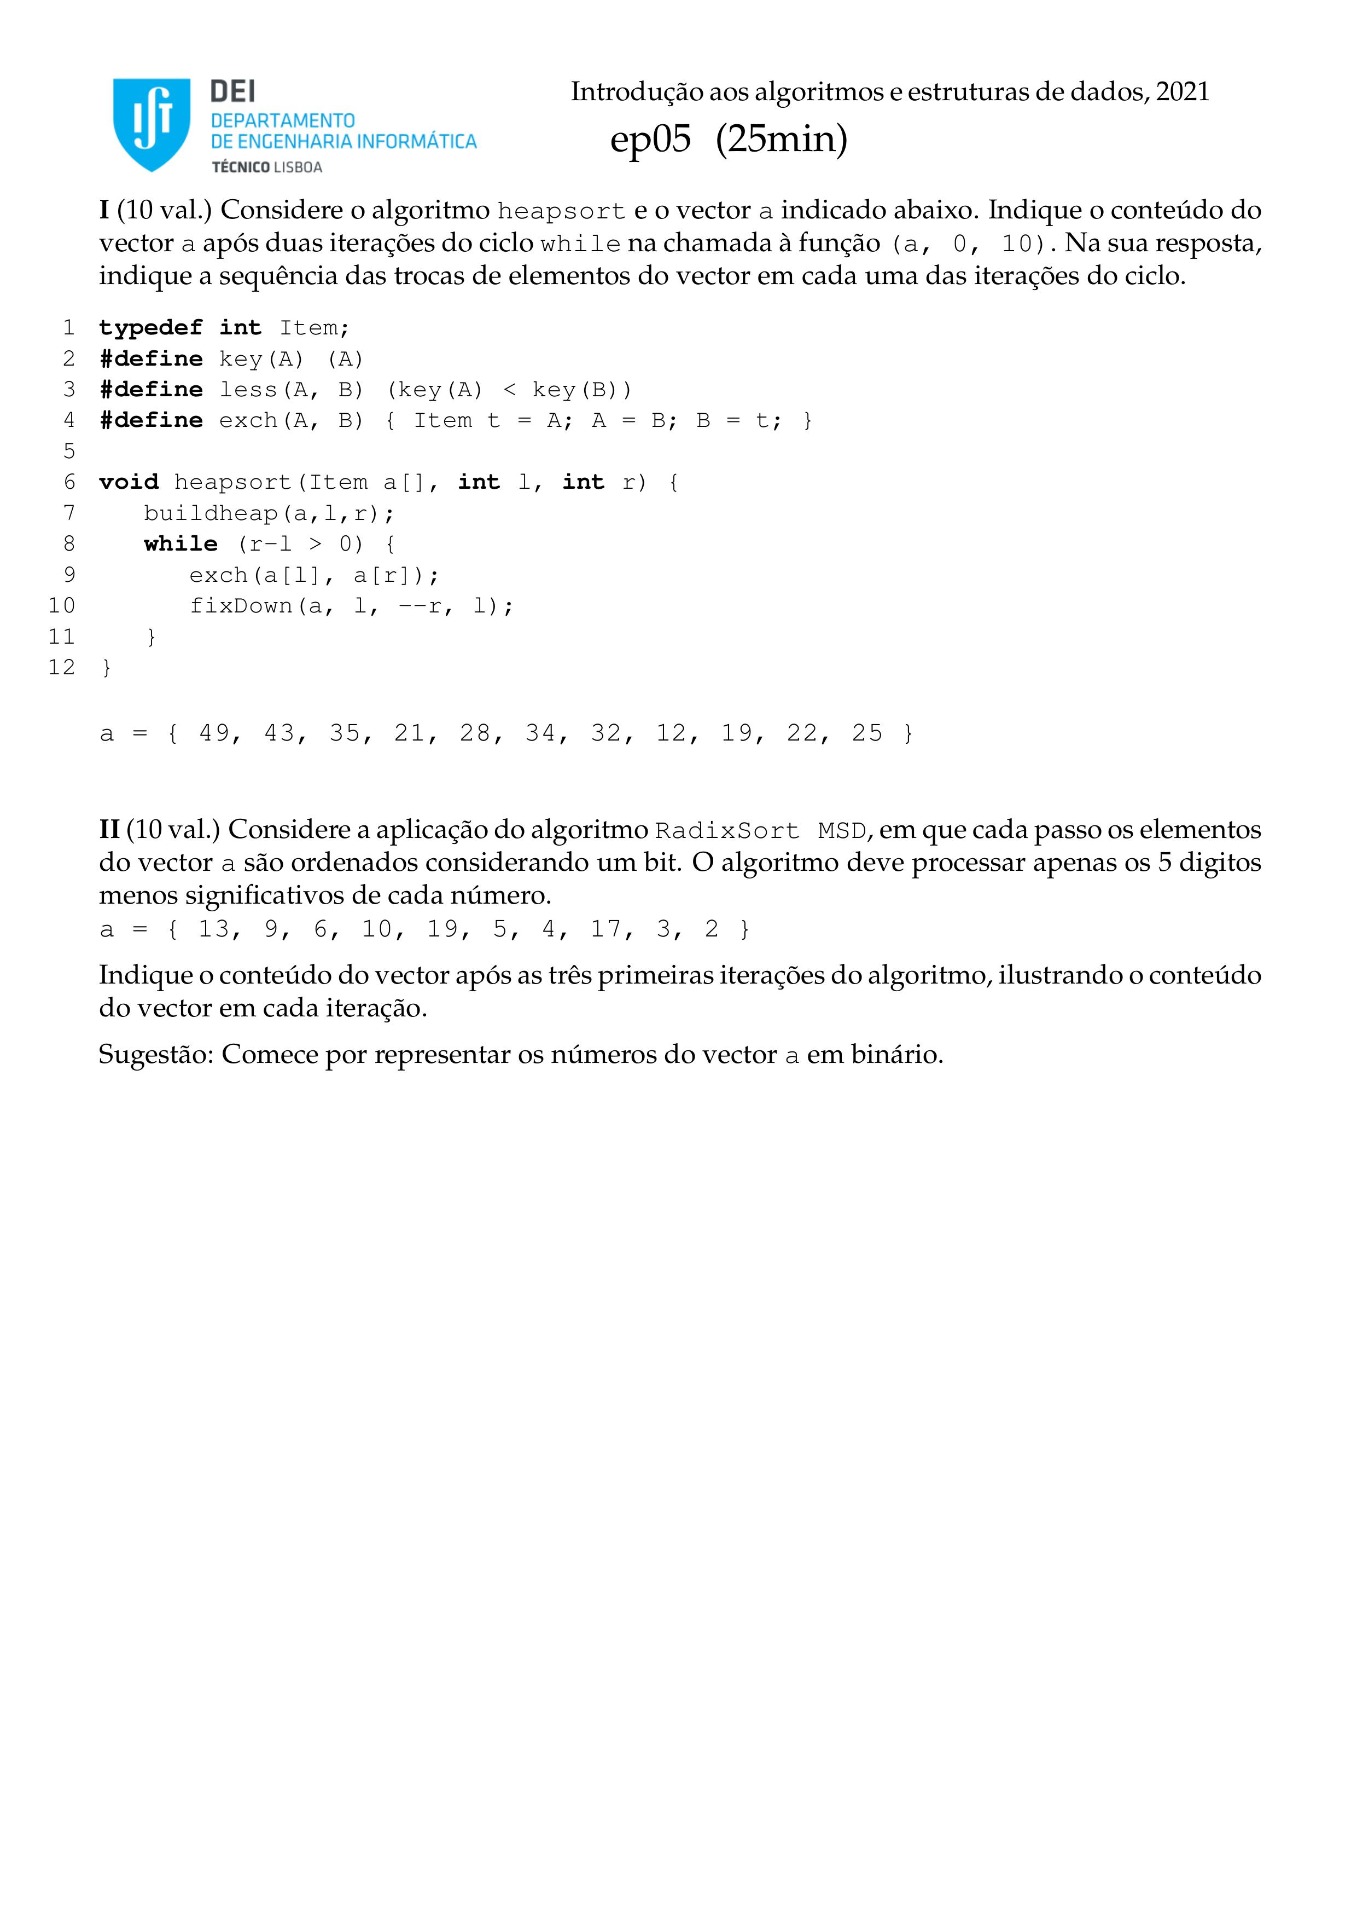 DEI
DEPARTAMENTO
DE ENGENHARIA INFORMÁTICA
TÉCNICO LISBOA
Introdução aos algoritmos e estruturas de dados, 2021
ep05 (25min)
I (10 val.) Considere o algoritmo heapsort e o vector a indicado abaixo. Indique o conteúdo do
vector a após duas iterações do ciclo while na chamada à função (a, 0, 10). Na sua resposta,
indique a sequência das trocas de elementos do vector em cada uma das iterações do ciclo.
1 typedef int Item;
2 #define key(A) (A)
3 #define less(A, B) (key(A) < key(B))
4 #define exch(A, B) { Item t = A; A = B; B = t; }
5
6 void heapsort(Item a[], int l, int r) {
7 buildheap(a,l,r);
8 while (r-l > 0) {
9 exch(a[l], a[r]);
10 fixDown(a, l, --r, l);
11 }
12 }
a = { 49, 43, 35, 21, 28, 34, 32, 12, 19, 22, 25 }
II (10 val.) Considere a aplicação do algoritmo RadixSort MSD, em que cada passo os elementos
do vector a são ordenados considerando um bit. O algoritmo deve processar apenas os 5 digitos
menos significativos de cada número.
a = { 13, 9, 6, 10, 19, 5, 4, 17, 3, 2 }
Indique o conteúdo do vector após as três primeiras iterações do algoritmo, ilustrando o conteúdo
do vector em cada iteração.
Sugestão: Comece por representar os números do vector a em binário.